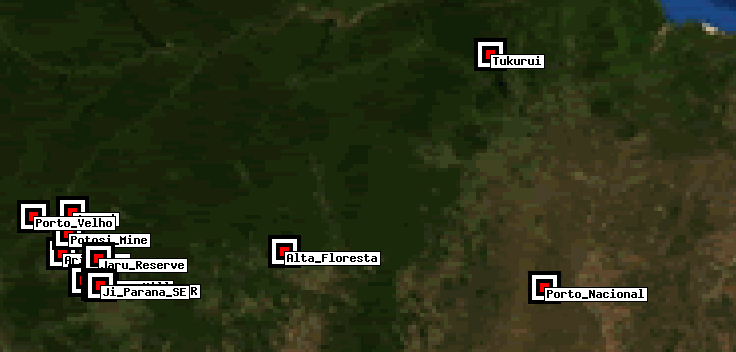 Tukurui
Porto_Velho
Potosi_Mine
Jaru_Reserve
Alta_Floresta
Ji_Parana_SE
Porto_Nacional